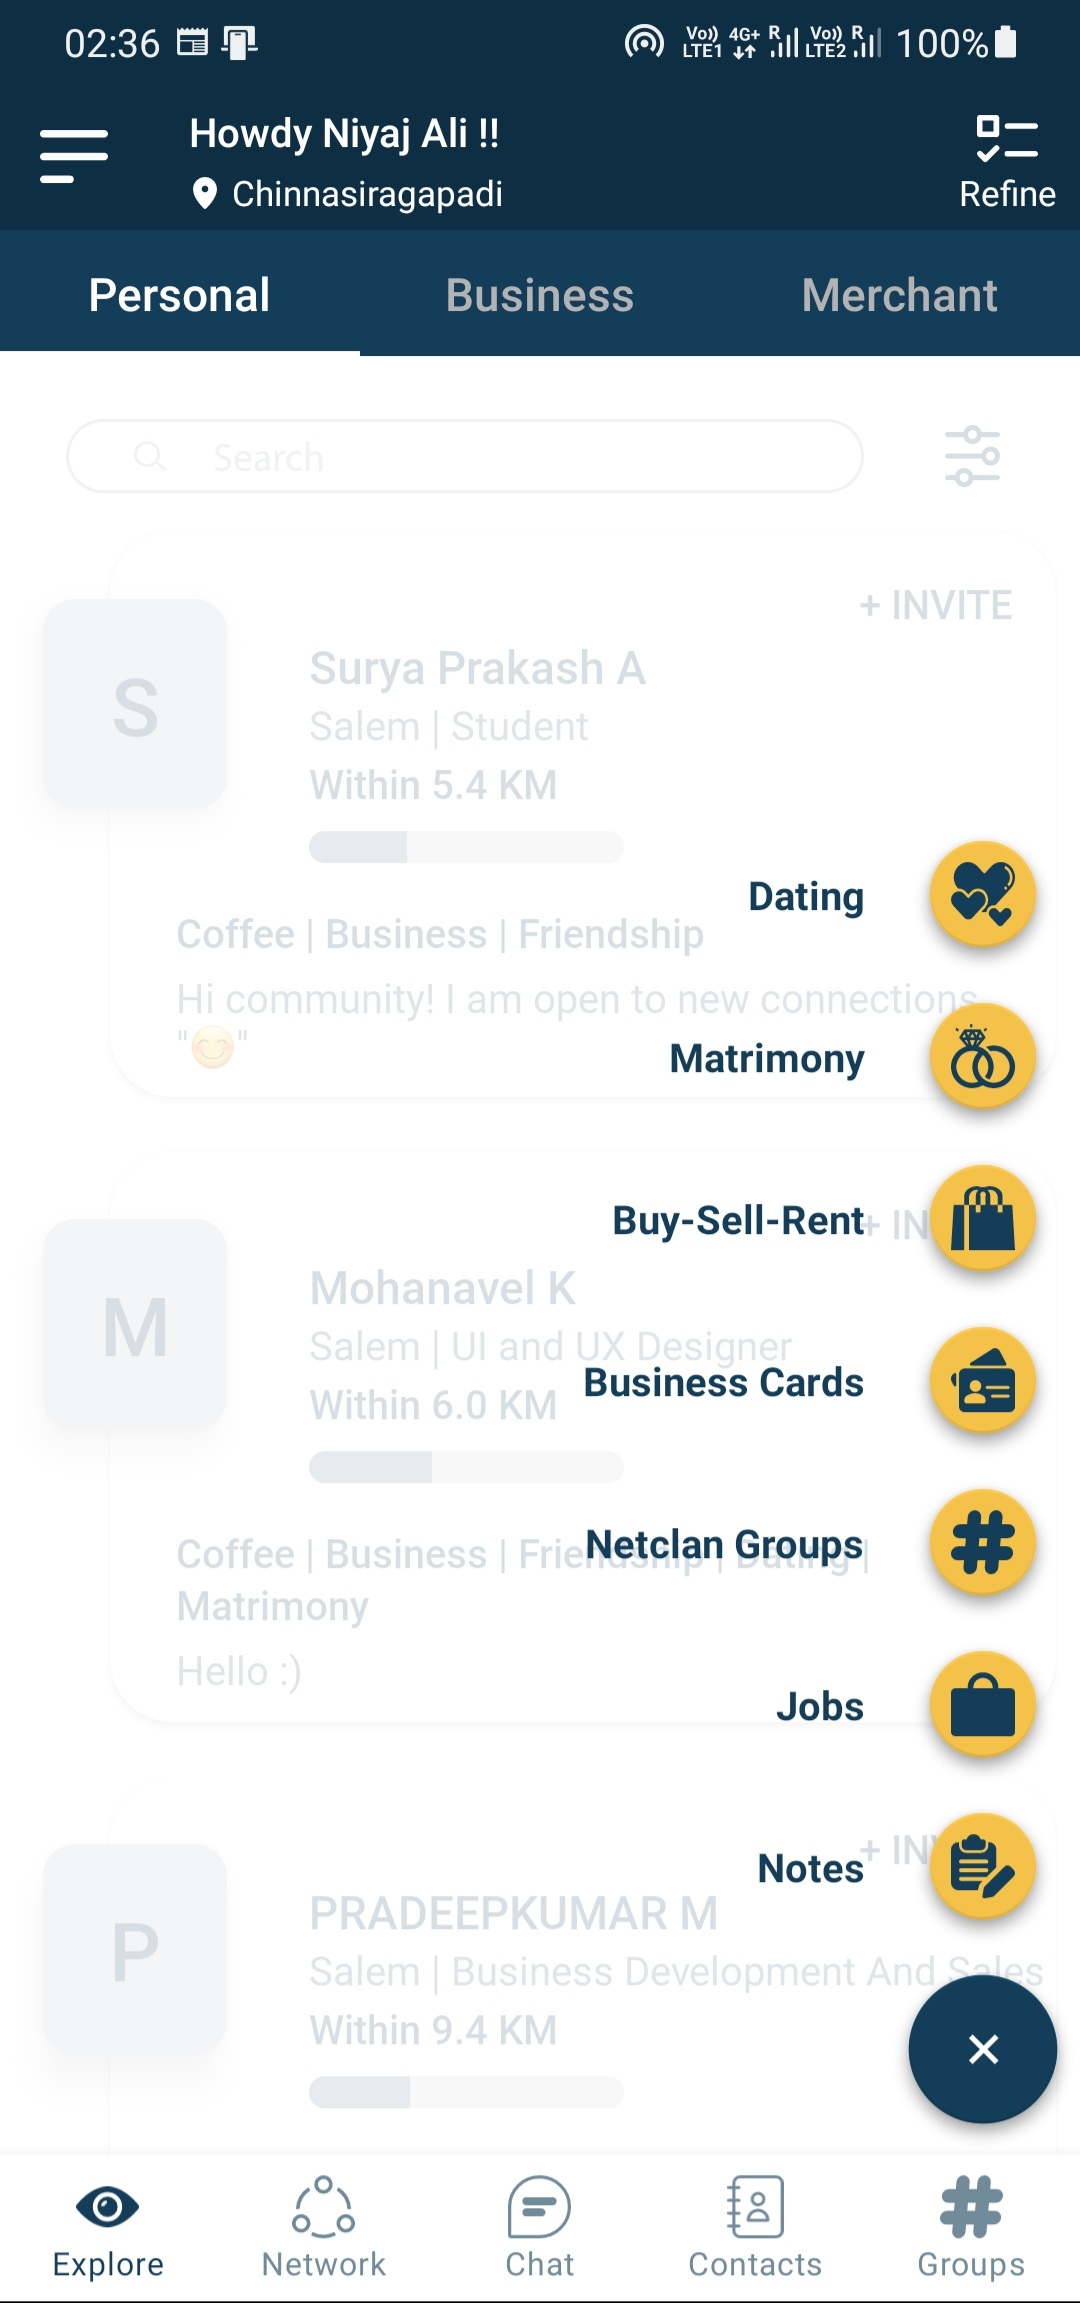 02:36
Vo)) LTE1 4G+ R Vo)) LTE2 R 100%
Howdy Niyaj Ali !!
Chinnasiragapadi
Refine
Personal Business Merchant
Search
+ INVITE
S
Surya Prakash A
Salem | Student
Within 5.4 KM
Dating
Coffee | Business | Friendship
Hi community! I am open to new connections
"😊"
Matrimony
Buy-Sell-Rent
+ IN
M
Mohanavel K
Salem | UI and UX Designer
Business Cards
Within 6.0 KM
Netclan Groups
Coffee | Business | Friendship | Dating |
Matrimony
Hello :)
Jobs
Notes
+ INV
P
PRADEEPKUMAR M
Salem | Business Development And Sales
Within 9.4 KM
Explore Network Chat Contacts Groups